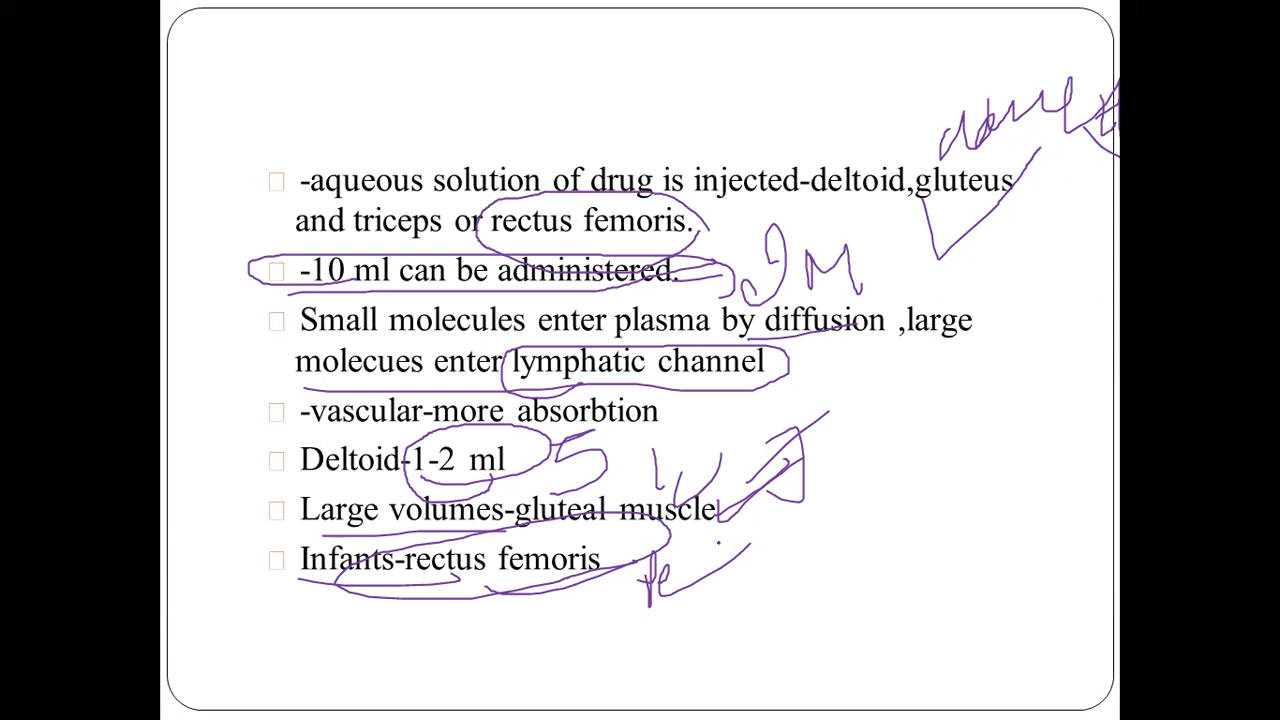 -aqueous solution of drug is injected-deltoid,gluteus
and triceps or rectus femoris.
-10 ml can be administered.
IM
Small molecules enter plasma by diffusion ,large
molecues enter lymphatic channel
-vascular-more absorbtion
Deltoid-1-2 ml
5
Large volumes-gluteal muscle
Infants-rectus femoris